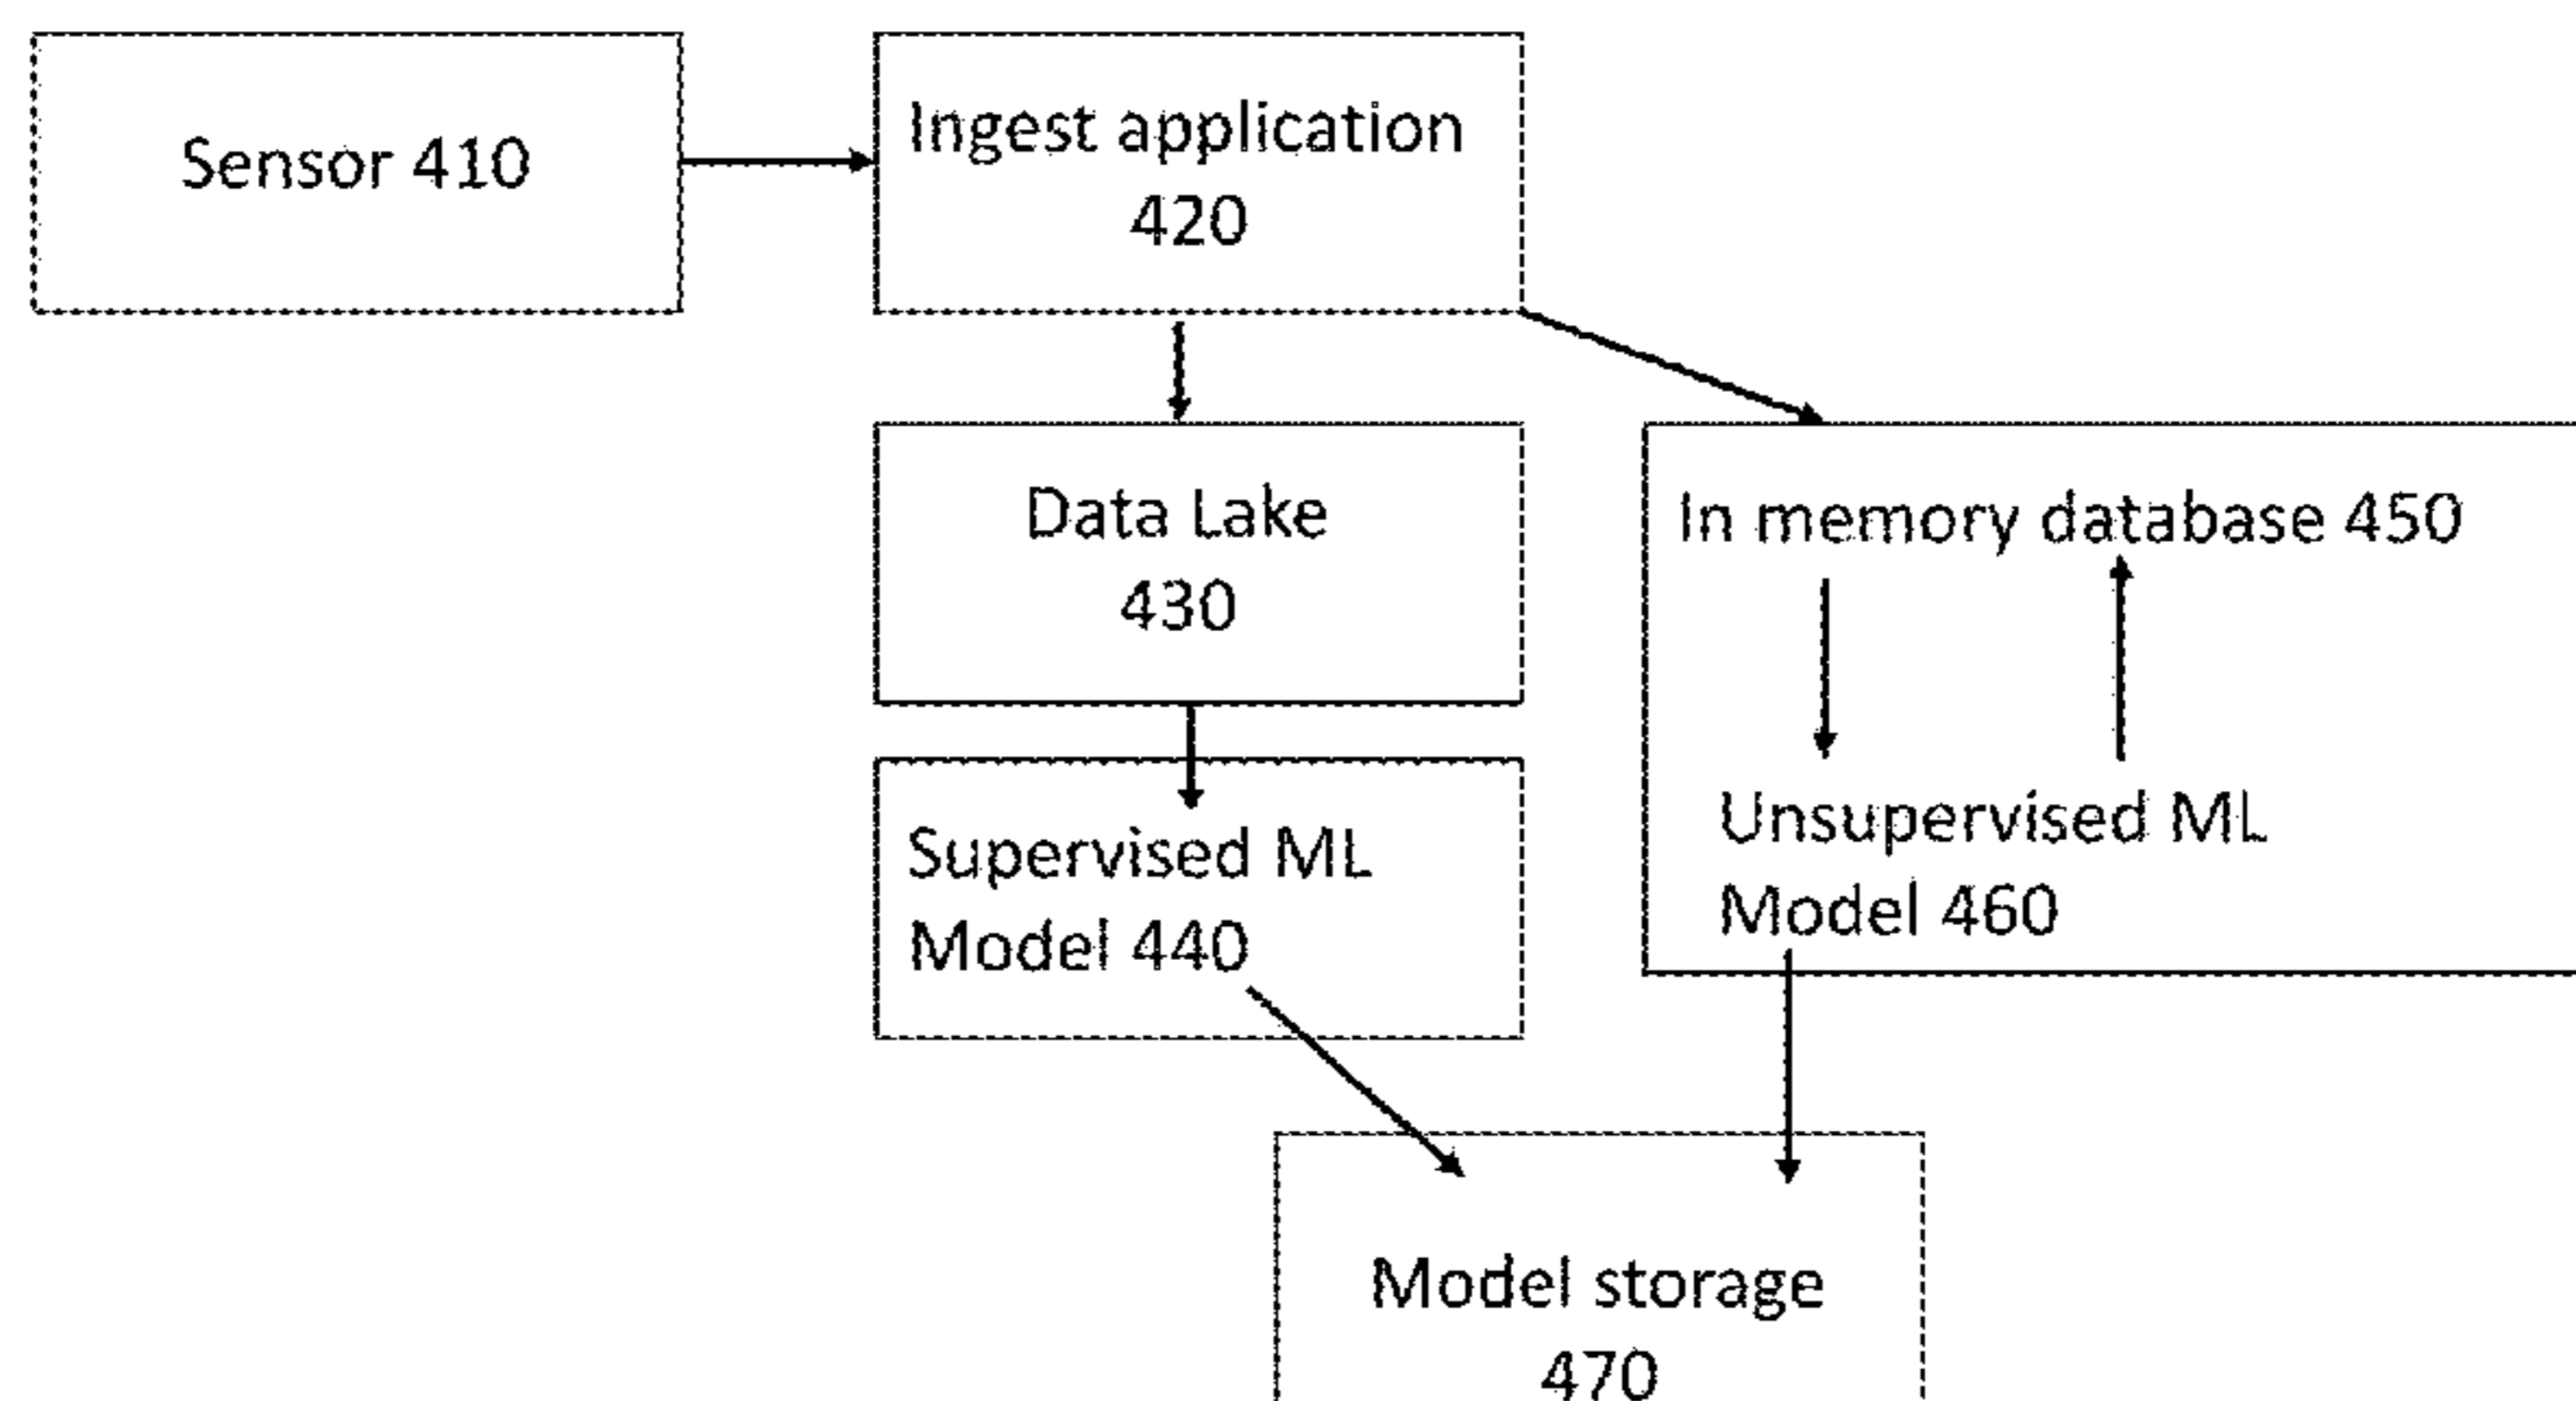 Sensor 410
Ingest application
420
Data Lake
430
In memory database 450
Supervised ML
Model 440
Unsupervised ML
Model 460
Model storage
470